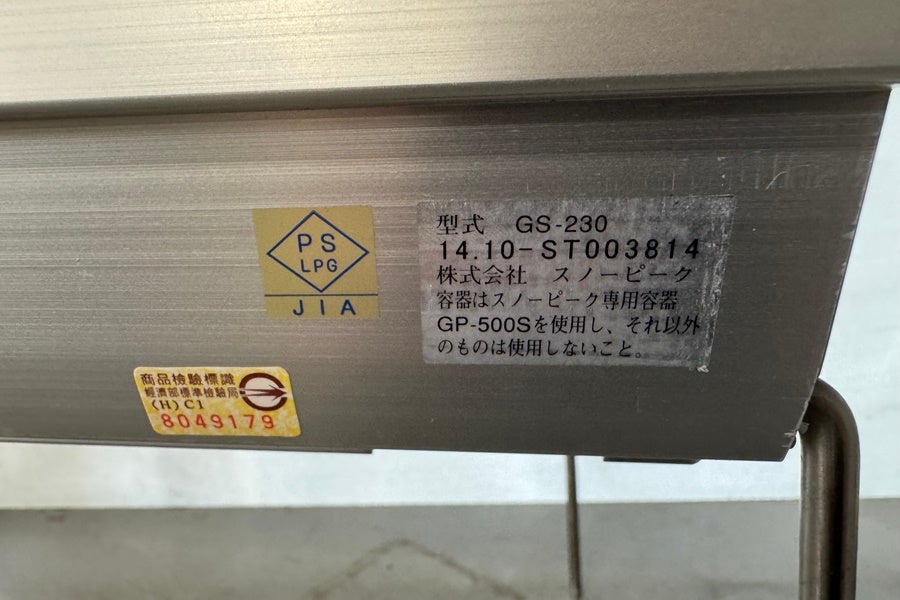 PS
LPG
JIA
型式 GS-230
14.10-ST003814
株式会社 スノーピーク
容器はスノーピーク専用容器
GP-500Sを使用し、それ以外
のものは使用しないこと。
商品檢驗標識
經濟部標準檢驗局
(H) C1
8049179